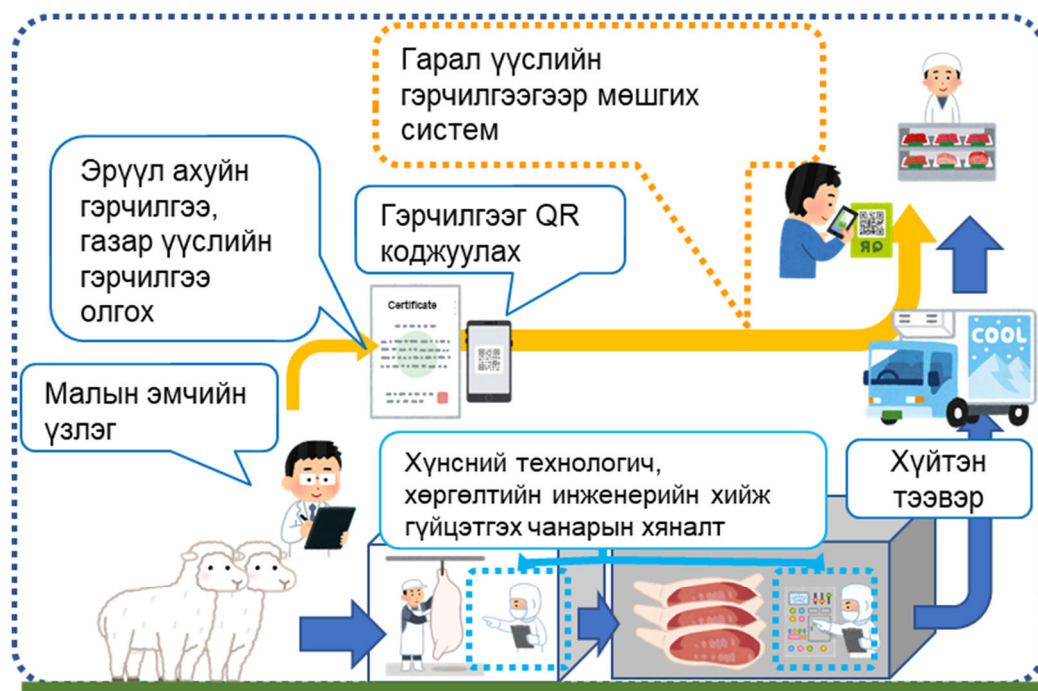 Гарал үүслийн
гэрчилгээгээр мөшгих
систем
Эрүүл ахуйн
гэрчилгээ,
газар үүслийн
гэрчилгээ
олгох
Гэрчилгээг QR
коджуулах
Certificate
COOL
Малын эмчийн
үзлэг
Хүнсний технологич,
хөргөлтийн инженерийн хийж
гүйцэтгэх чанарын хяналт
Хүйтэн
тээвэр